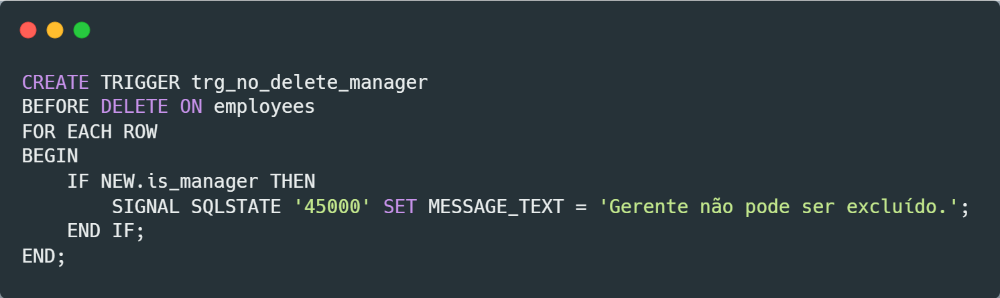 CREATE TRIGGER trg_no_delete_manager
BEFORE DELETE ON employees
FOR EACH ROW
BEGIN
    IF NEW.is_manager THEN
        SIGNAL SQLSTATE '45000' SET MESSAGE_TEXT = 'Gerente não pode ser excluído.';
    END IF;
END;